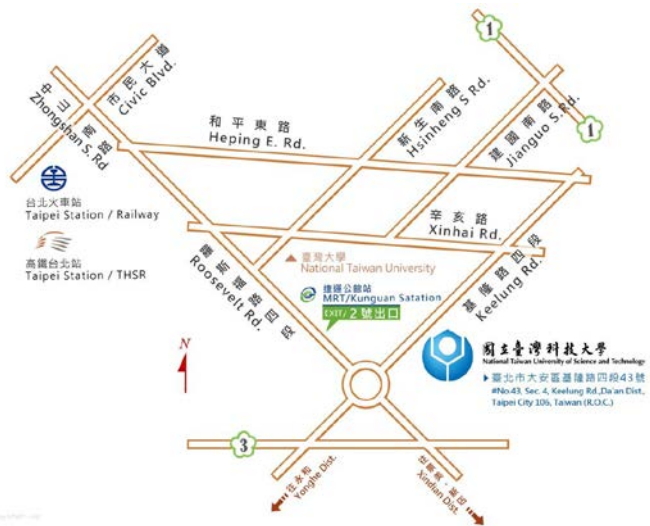 1
1
中山南路
Zhongshan S. Rd
市民大道
Civic Blvd.
和平東路
Heping E. Rd.
新生南路
Hsinheng S Rd.
建國南路
Jianguo S.Rd.
台北火車站
Taipei Station / Railway
高鐵台北站
Taipei Station / THSR
辛亥路
Xinhai Rd.
臺灣大學
National Taiwan University
捷運公館站
MRT/Kunguan Satation
EXIT/ 2 號出口
羅斯福路四段
Roosevelt Rd.
基隆路四段
Keelung Rd.
國立臺灣科技大學
National Taiwan University of Science and Technology
臺北市大安區基隆路四段43號
#No.43, Sec. 4, Keelung Rd.,Da'an Dist.,
Taipei City 106, Taiwan (R.O.C.)
N
3
往永和
Yonghe Dist.
Xindian Dist.